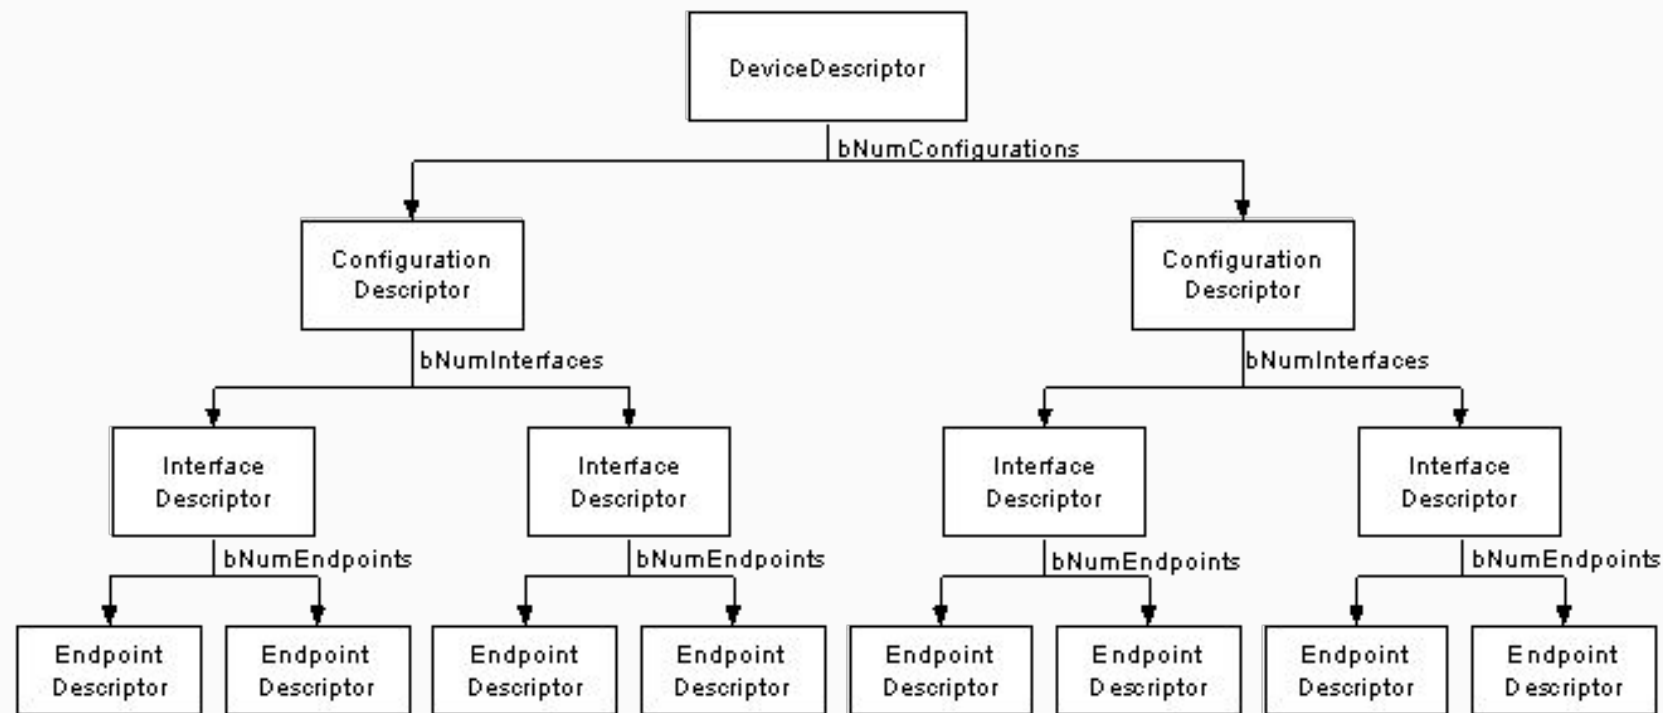 DeviceDescriptor
bNumConfigurations
Configuration
Descriptor
Configuration
Descriptor
bNumInterfaces
bNumInterfaces
Interface
Descriptor
Interface
Descriptor
Interface
Descriptor
Interface
Descriptor
bNumEndpoints
bNumEndpoints
bNumEndpoints
bNumEndpoints
Endpoint
Descriptor
Endpoint
Descriptor
Endpoint
Descriptor
Endpoint
Descriptor
Endpoint
Descriptor
Endpoint
Descriptor
Endpoint
Descriptor
Endpoint
Descriptor